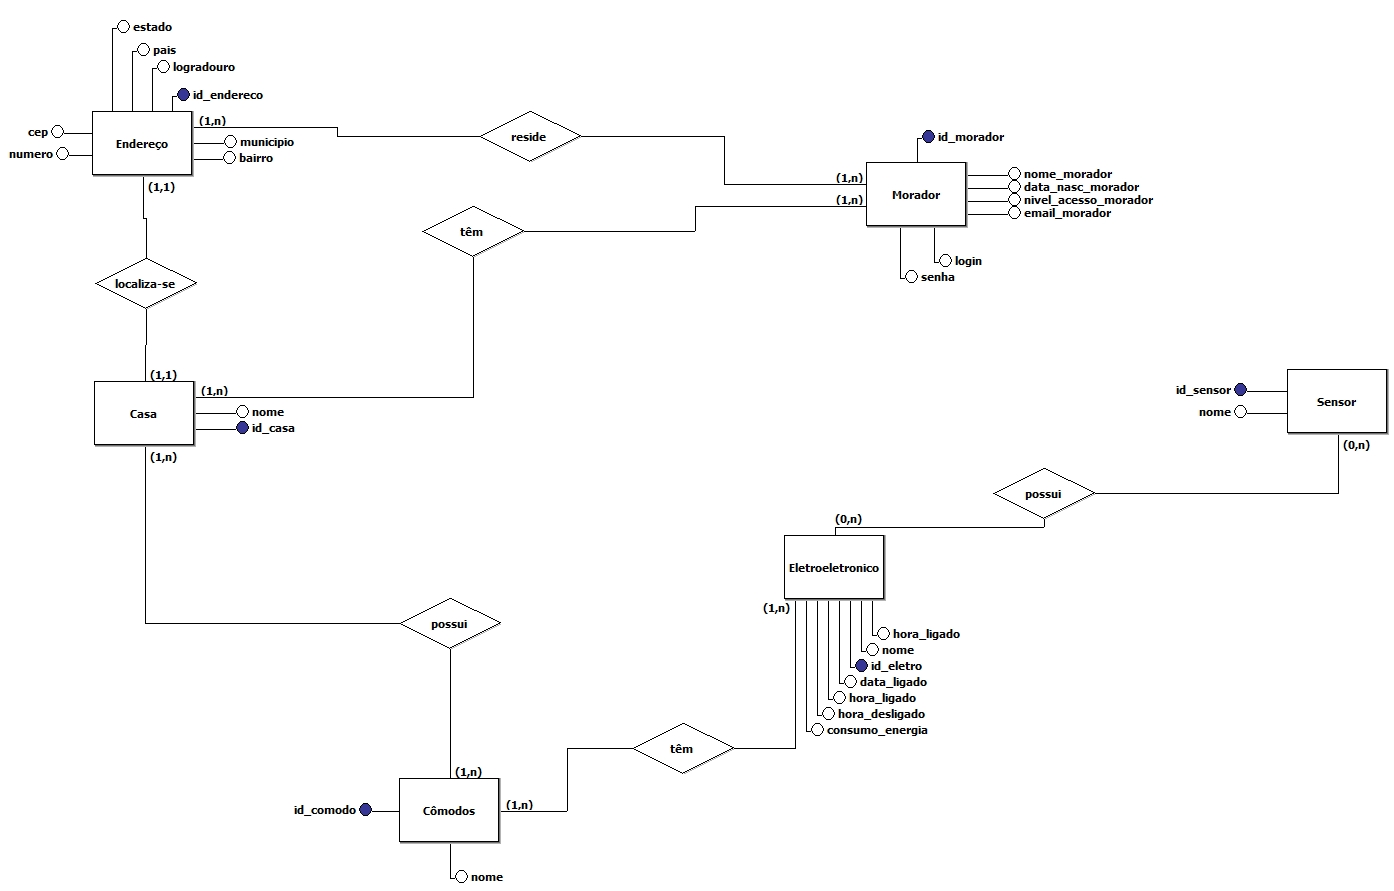 estado
pais
logradouro
id_endereco
cep
numero
Endereço
(1,n)
municipio
bairro
(1,1)
reside
(1,n)
(1,n)
Morador
id_morador
nome_morador
data_nasc_morador
nivel_acesso_morador
email_morador
login
senha
têm
localiza-se
(1,1)
Casa
(1,n)
nome
id_casa
(1,n)
id_sensor
nome
Sensor
(0,n)
possui
(0,n)
Eletroeletronico
(1,n)
hora_ligado
nome
id_eletro
data_ligado
hora_ligado
hora_desligado
consumo_energia
possui
têm
(1,n)
id_comodo
Cômodos
(1,n)
nome